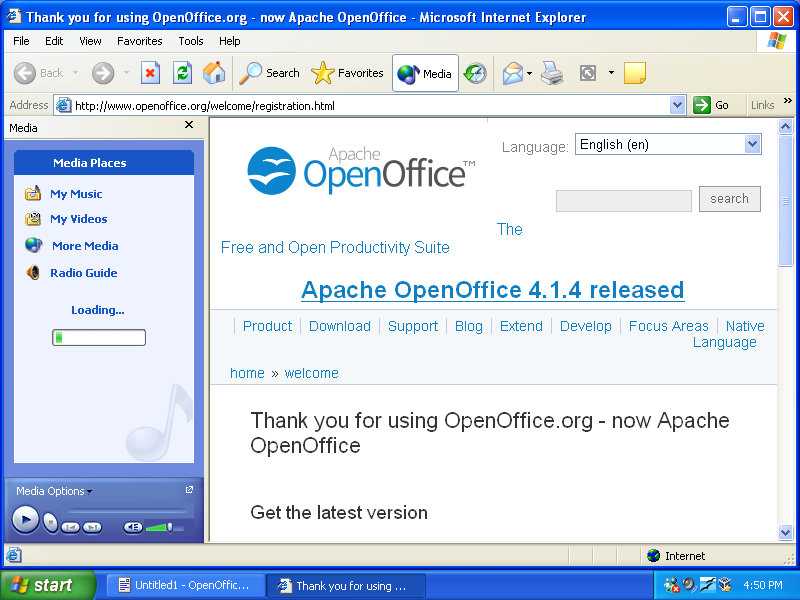 Thank you for using OpenOffice.org - now Apache OpenOffice - Microsoft Internet Explorer
File Edit View Favorites Tools Help
Back Search Favorites Media
Address http://www.openoffice.org/welcome/registration.html Go Links »
Media
Media Places
My Music
My Videos
More Media
Radio Guide
Loading...
Media Options
Apache
OpenOffice™
Language: English (en)
search
The
Free and Open Productivity Suite
Apache OpenOffice 4.1.4 released
Product Download Support Blog Extend Develop Focus Areas Native
Language
home » welcome
Thank you for using OpenOffice.org - now Apache
OpenOffice
Get the latest version
Internet
start Untitled1 - OpenOffic... Thank you for using ... 4:50 PM